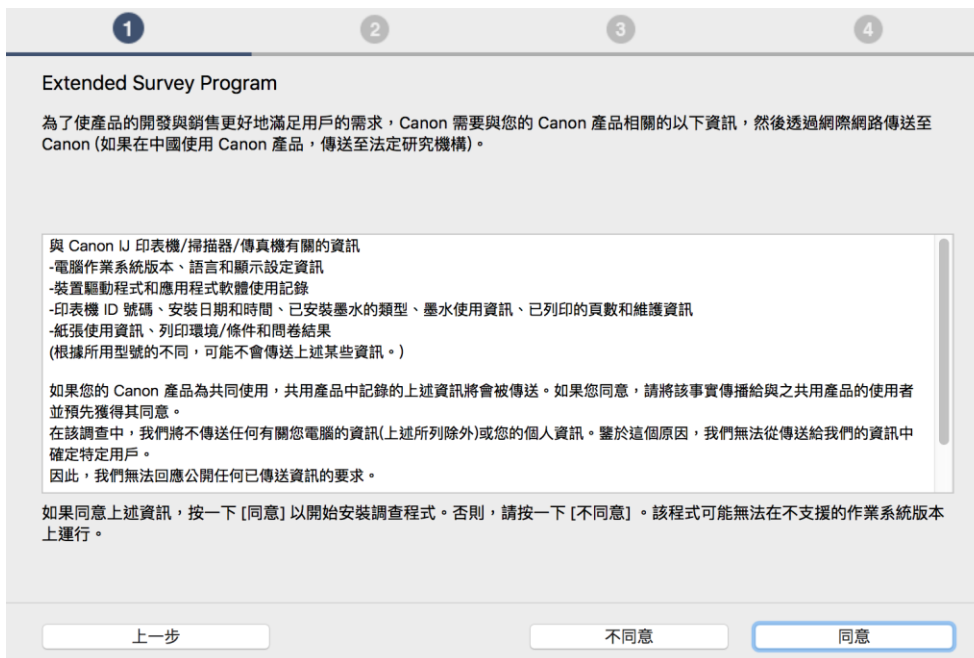 1 2 3 4
Extended Survey Program
為了使產品的開發與銷售更好地滿足用戶的需求，Canon 需要與您的 Canon 產品相關的以下資訊，然後透過網際網路傳送至
Canon (如果在中國使用 Canon 產品，傳送至法定研究機構)。
與 Canon IJ 印表機/掃描器/傳真機有關的資訊
-電腦作業系統版本、語言和顯示設定資訊
-裝置驅動程式和應用程式軟體使用記錄
-印表機 ID 號碼、安裝日期和時間、已安裝墨水的類型、墨水使用資訊、已列印的頁數和維護資訊
-紙張使用資訊、列印環境/條件和問卷結果
(根據所用型號的不同，可能不會傳送上述某些資訊。)
如果您的 Canon 產品為共同使用，共用產品中記錄的上述資訊將會被傳送。如果您同意，請將該事實傳播給與之共用產品的使用者
並預先獲得其同意。
在該調查中，我們將不傳送任何有關您電腦的資訊(上述所列除外)或您的個人資訊。鑒於這個原因，我們無法從傳送給我們的資訊中
確定特定用戶。
因此，我們無法回應公開任何已傳送資訊的要求。
如果同意上述資訊，按一下 [同意] 以開始安裝調查程式。否則，請按一下 [不同意] 。該程式可能無法在不支援的作業系統版本
上運行。
上一步 不同意 同意